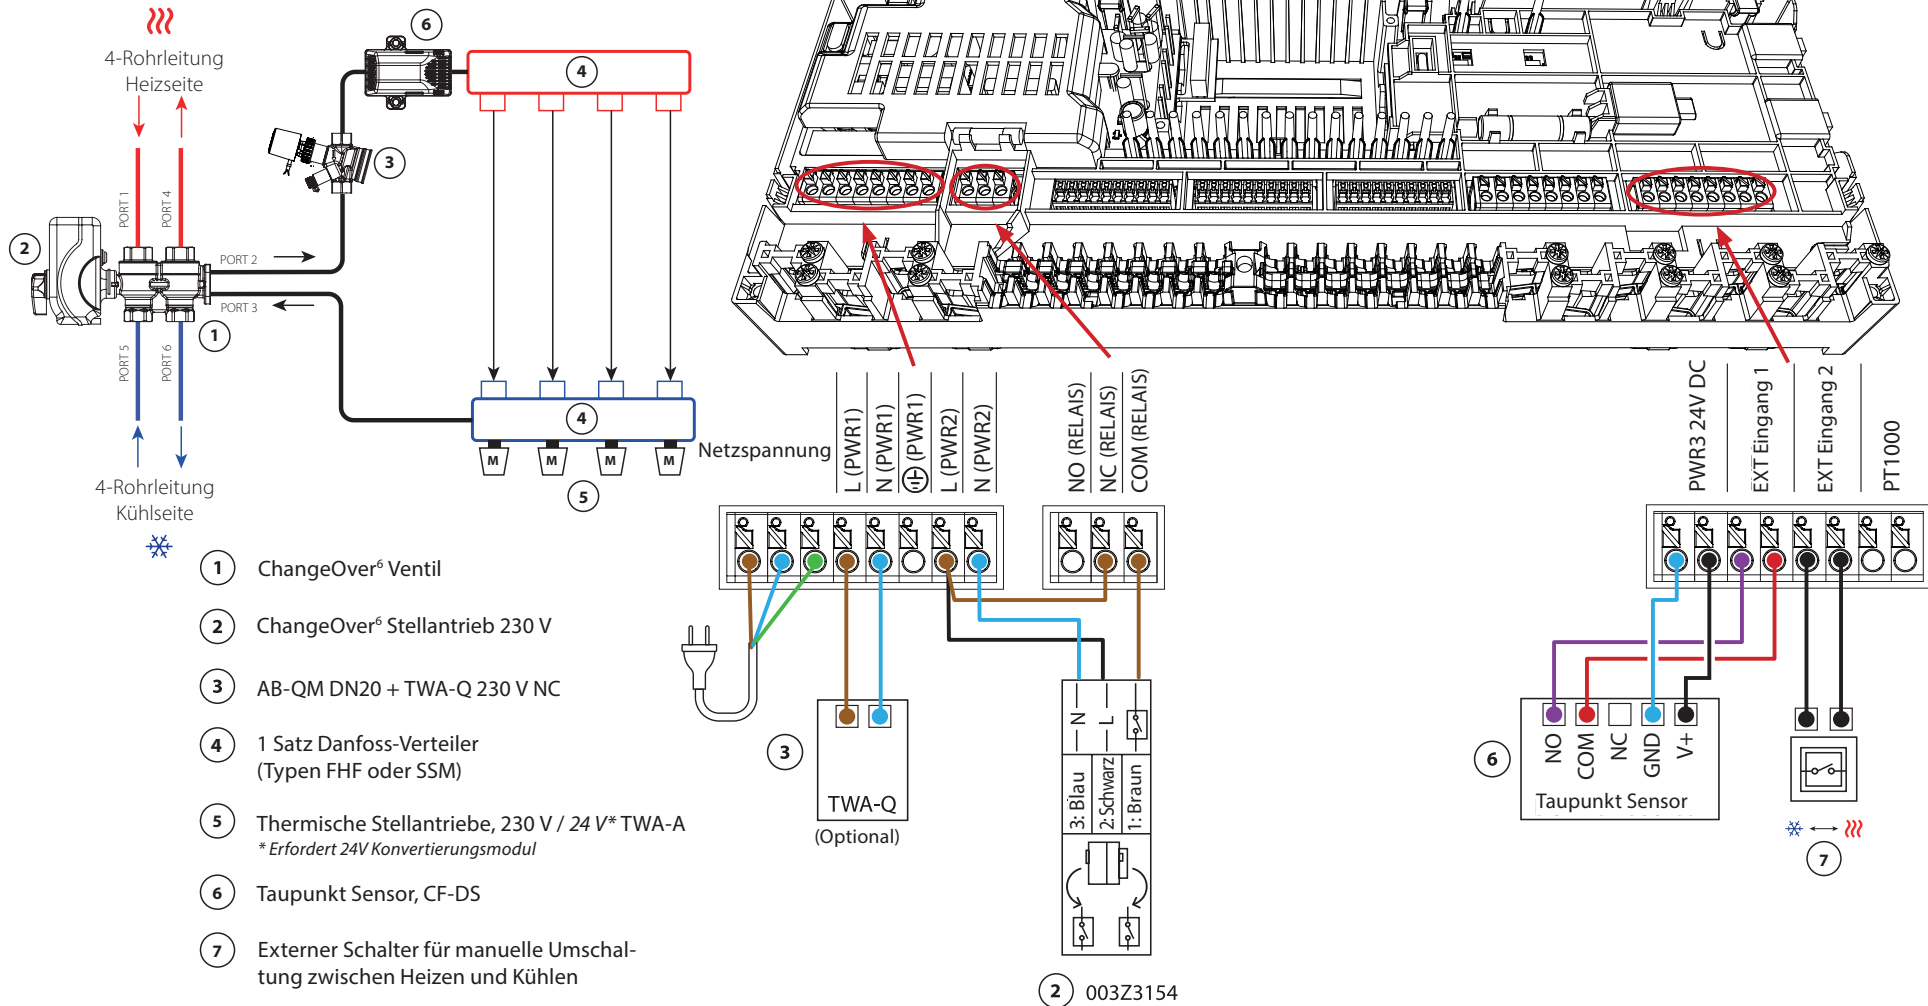 4-Rohrleitung
Heizseite
6
4
3
PORT 1
PORT 4
2
PORT 2
PORT 3
1
PORT 5
PORT 6
4
M
M
M
M
5
4-Rohrleitung
Kühlseite
1 ChangeOver⁶ Ventil
2 ChangeOver⁶ Stellantrieb 230 V
3 AB-QM DN20 + TWA-Q 230 V NC
4 1 Satz Danfoss-Verteiler
(Typen FHF oder SSM)
5 Thermische Stellantriebe, 230 V / 24 V* TWA-A
* Erfordert 24V Konvertierungsmodul
6 Taupunkt Sensor, CF-DS
7 Externer Schalter für manuelle Umschal-
tung zwischen Heizen und Kühlen
Netzspannung
L (PWR1)
N (PWR1)
(PWR1)
L (PWR2)
N (PWR2)
NO (RELAIS)
NC (RELAIS)
COM (RELAIS)
PWR3 24V DC
EXT Eingang 1
EXT Eingang 2
PT1000
3
TWA-Q
(Optional)
N
L
3: Blau
2: Schwarz
1: Braun
2 003Z3154
6
NO
COM
NC
GND
V+
Taupunkt Sensor
7